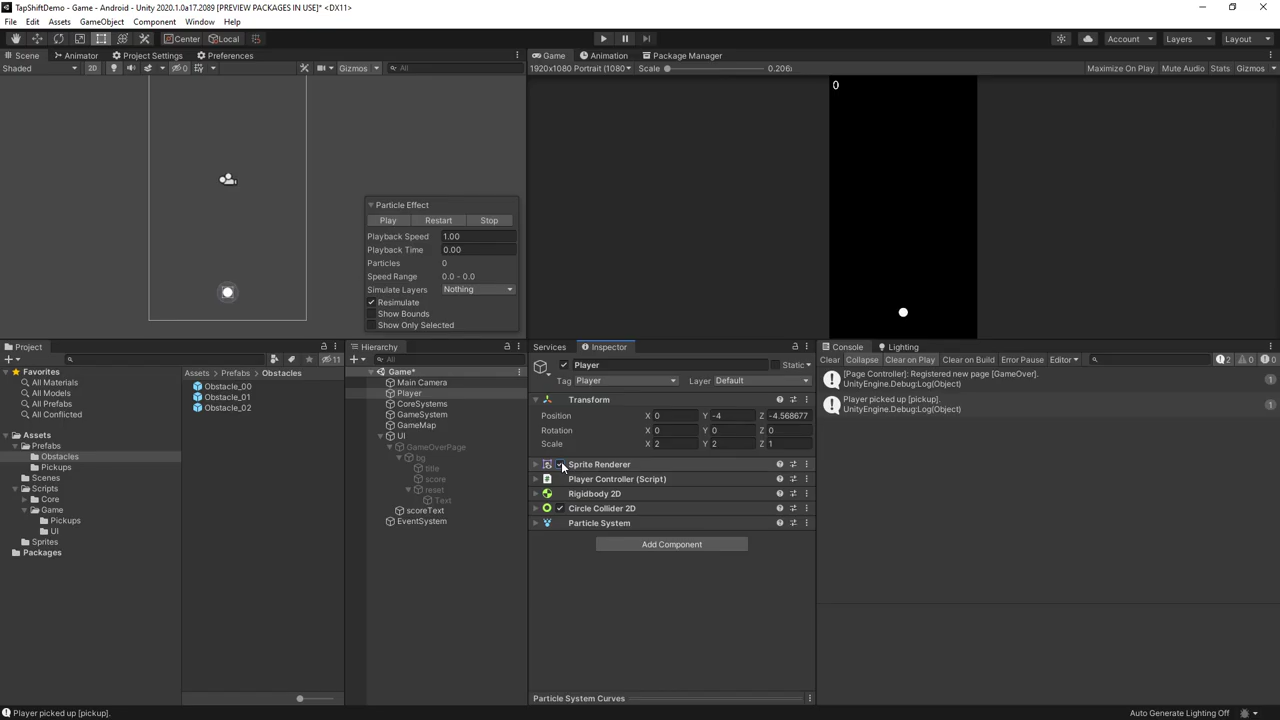 TapShiftDemo - Game - Android - Unity 2020.1.0a17.2089 [PREVIEW PACKAGES IN USE]* <DX11>
File Edit Assets GameObject Component Window Help
Center Local Account Layers Layout
Scene Animator Project Settings Preferences Game Animation Package Manager
Shaded 2D 0 Gizmos All 1920x1080 Portrait (1080 Scale 0.206 Maximize On Play Mute Audio Stats Gizmos
0
Particle Effect
Play Restart Stop
Playback Speed 1.00
Playback Time 0.00
Particles 0
Speed Range 0.0 - 0.0
Simulate Layers Nothing
Resimulate
Show Bounds
Show Only Selected
Project
11
Favorites
All Materials
All Models
All Prefabs
All Conflicted
Assets
Prefabs
Obstacles
Pickups
Scenes
Scripts
Core
Game
Pickups
UI
Sprites
Packages
Assets > Prefabs > Obstacles
Obstacle_00
Obstacle_01
Obstacle_02
Hierarchy
All
Game*
Main Camera
Player
CoreSystems
GameSystem
GameMap
UI
GameOverPage
bg
title
score
reset
Text
scoreText
EventSystem
Services Inspector
Player Static
Tag Player Layer Default
Transform
Position X 0 Y -4 Z -4.568677
Rotation X 0 Y 0 Z 0
Scale X 2 Y 2 Z 1
Sprite Renderer
Player Controller (Script)
Rigidbody 2D
Circle Collider 2D
Particle System
Add Component
Particle System Curves
Console Lighting
Clear Collapse Clear on Play Clear on Build Error Pause Editor 2 0 0
[Page Controller]: Registered new page [GameOver].
UnityEngine.Debug:Log(Object)
1
Player picked up [pickup].
UnityEngine.Debug:Log(Object)
1
Player picked up [pickup].
Auto Generate Lighting Off